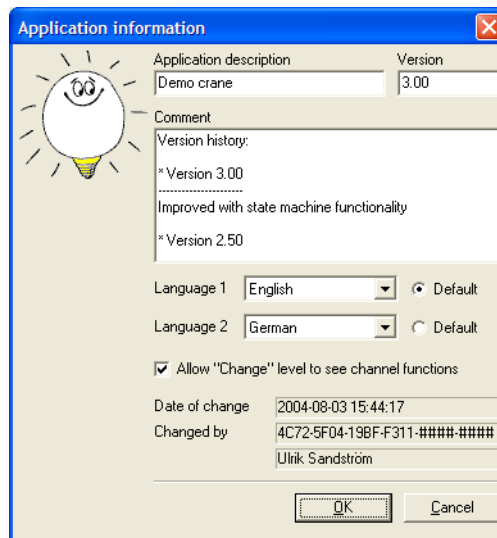 Application information
Application description Version
Demo crane 3.00
Comment
Version history:
* Version 3.00
----------------------
Improved with state machine functionality
* Version 2.50
Language 1 English Default
Language 2 German Default
Allow "Change" level to see channel functions
Date of change 2004-08-03 15:44:17
Changed by 4C72-5F04-19BF-F311-####-####
Ulrik Sandström
OK Cancel